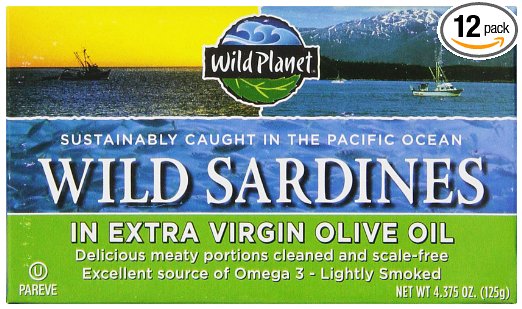 12 pack
Wild Planet
SUSTAINABLY CAUGHT IN THE PACIFIC OCEAN
WILD SARDINES
IN EXTRA VIRGIN OLIVE OIL
Delicious meaty portions cleaned and scale-free
Excellent source of Omega 3 - Lightly Smoked
U
PAREVE
NET WT 4.375 OZ. (125g)